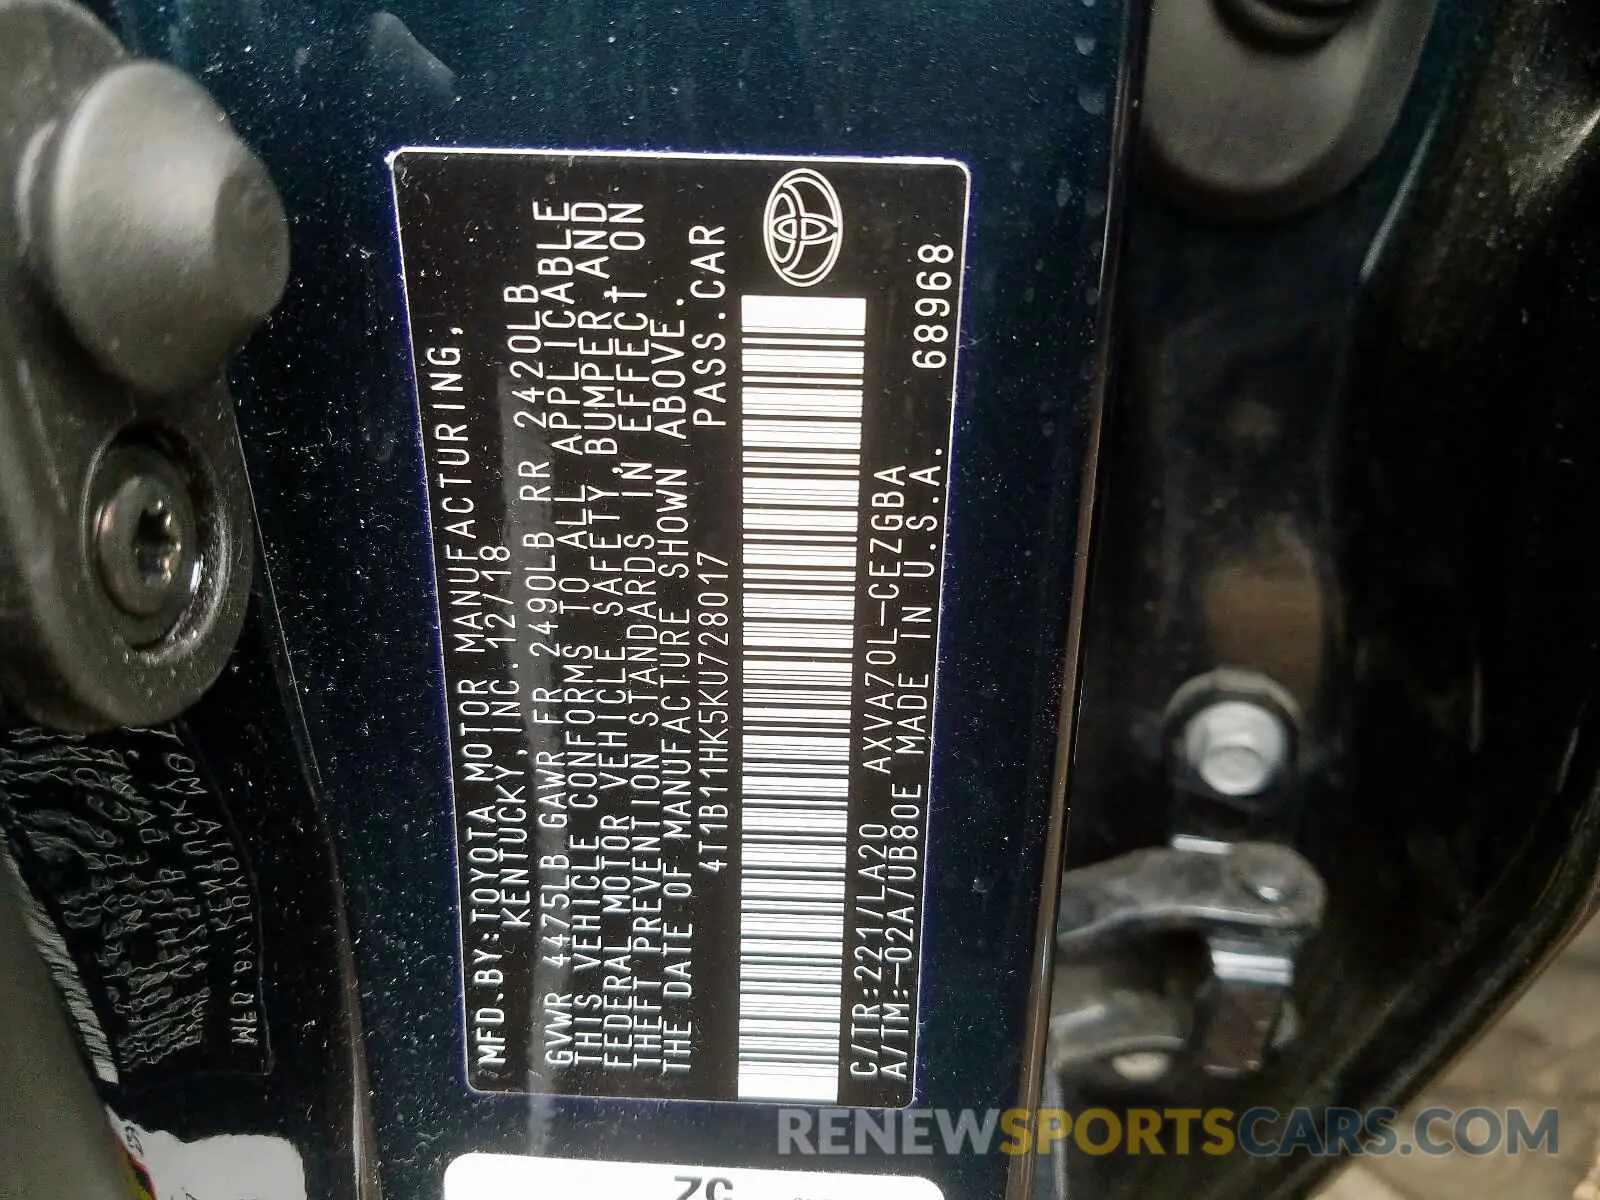 MFD.BY:TOYOTA MOTOR MANUFACTURING,
KENTUCKY, INC. 12/18
GVWR 4475LB GAWR FR 2490LB RR 2420LB
THIS VEHICLE CONFORMS TO ALL APPLICABLE
FEDERAL MOTOR VEHICLE SAFETY, BUMPER, AND
THEFT PREVENTION STANDARDS IN EFFECT ON
THE DATE OF MANUFACTURE SHOWN ABOVE.
4T1B11HK5KU728017 PASS.CAR
C/TR:221/LA20 AXVA70L-CEZGBA
A/TM:-02A/UB80E MADE IN U.S.A. 68968
RENEWSPORTSCARS.COM